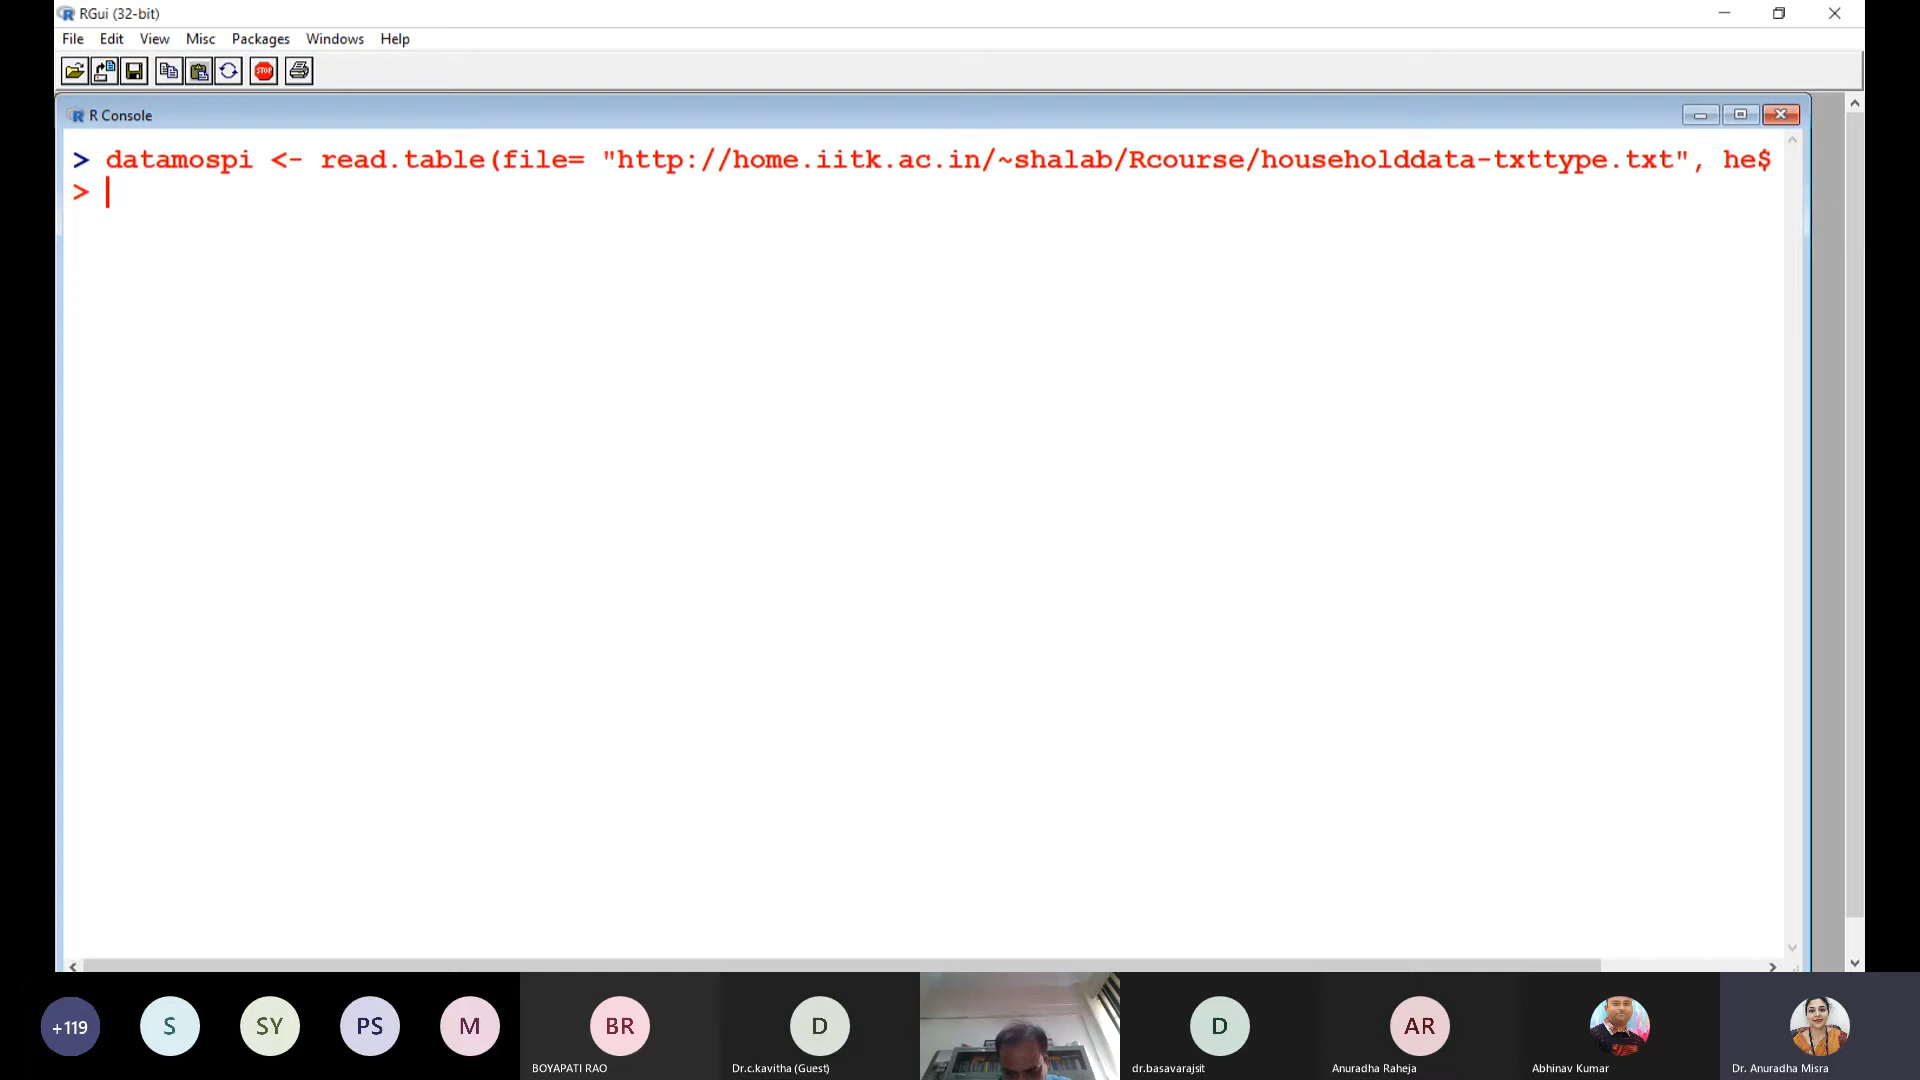 RGui (32-bit)
File Edit View Misc Packages Windows Help
STOP
R Console
> datamospi <- read.table(file= "http://home.iitk.ac.in/~shalab/Rcourse/householddata-txttype.txt", he$
>
+119 S SY PS M BR D D AR
BOYAPATI RAO Dr.c.kavitha (Guest) dr.basavarajsit Anuradha Raheja Abhinav Kumar Dr. Anuradha Misra